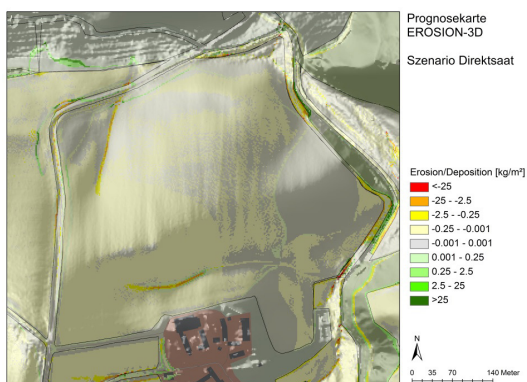 Prognosekarte
EROSION-3D
Szenario Direktsaat
Erosion/Deposition [kg/m²]
<-25
-25 - -2.5
-2.5 - -0.25
-0.25 - -0.001
-0.001 - 0.001
0.001 - 0.25
0.25 - 2.5
2.5 - 25
>25
N
0 35 70 140 Meter